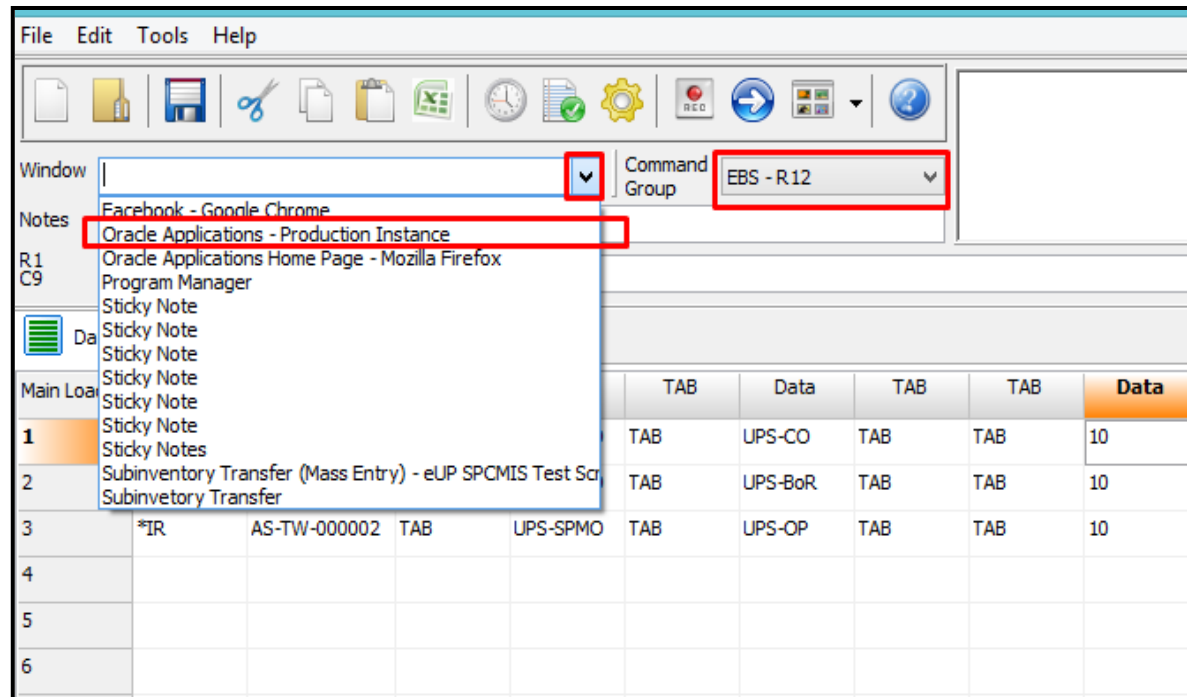 File Edit Tools Help
REC
Window
Command Group EBS - R12
Facebook - Google Chrome
Notes
Oracle Applications - Production Instance
R1
C9
Oracle Applications Home Page - Mozilla Firefox
Program Manager
Sticky Note
Sticky Note
Da
Sticky Note
Sticky Note
Sticky Note
Sticky Note
Sticky Notes
Subinventory Transfer (Mass Entry) - eUP SPCMIS Test Scr
Subinvetory Transfer
Main Load TAB Data TAB TAB Data
1 TAB UPS-CO TAB TAB 10
2 TAB UPS-BoR TAB TAB 10
3 *IR AS-TW-000002 TAB UPS-SPMO TAB UPS-OP TAB TAB 10
4
5
6